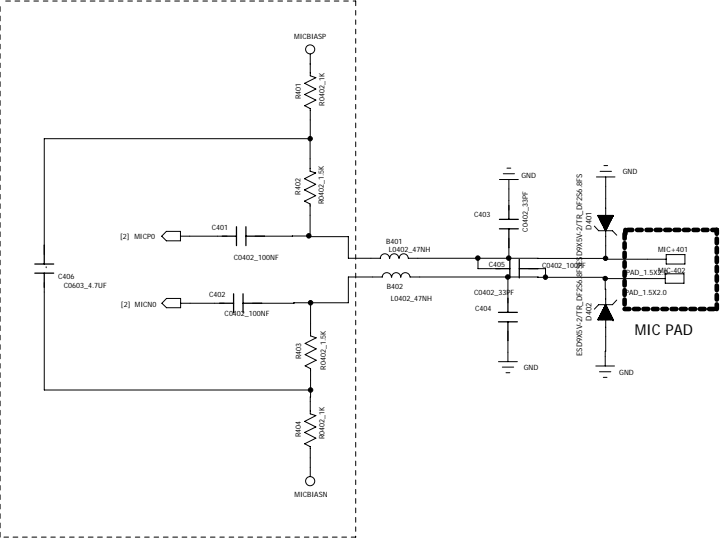 MICBIASP
R401
R0402_1K
R402
R0402_1.5K
[2] MICP0
C401
C0402_100NF
C406
C0603_4.7UF
[2] MICN0
C402
C0402_100NF
R403
R0402_1.5K
R404
R0402_1K
MICBIASN
B401
L0402_47NH
B402
L0402_47NH
GND
C403
C0402_33PF
C405
C0402_100PF
C0402_33PF
C404
GND
GND
D401
ESD9X5V-2/TR_DF2S6.8FS
D402
ESD9X5V-2/TR_DF2S6.8FS
GND
MIC+401
PAD_1.5X2.0
MIC-402
PAD_1.5X2.0
MIC PAD